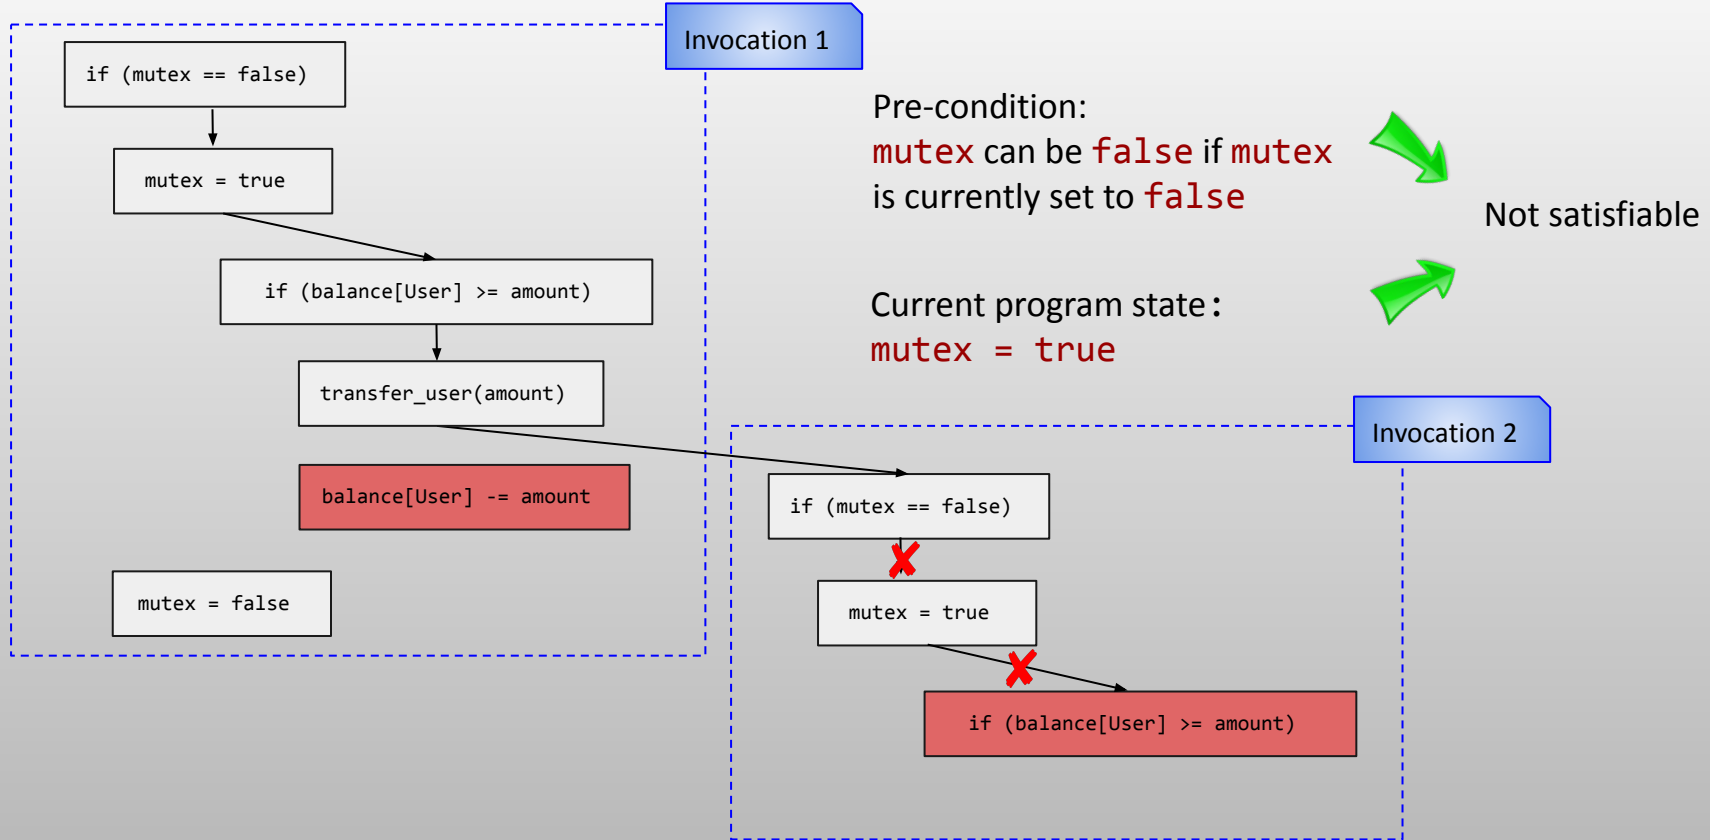 Invocation 1
if (mutex == false)
mutex = true
if (balance[User] >= amount)
transfer_user(amount)
balance[User] -= amount
mutex = false
Pre-condition:
mutex can be false if mutex
is currently set to false
Not satisfiable
Current program state:
mutex = true
Invocation 2
if (mutex == false)
mutex = true
if (balance[User] >= amount)